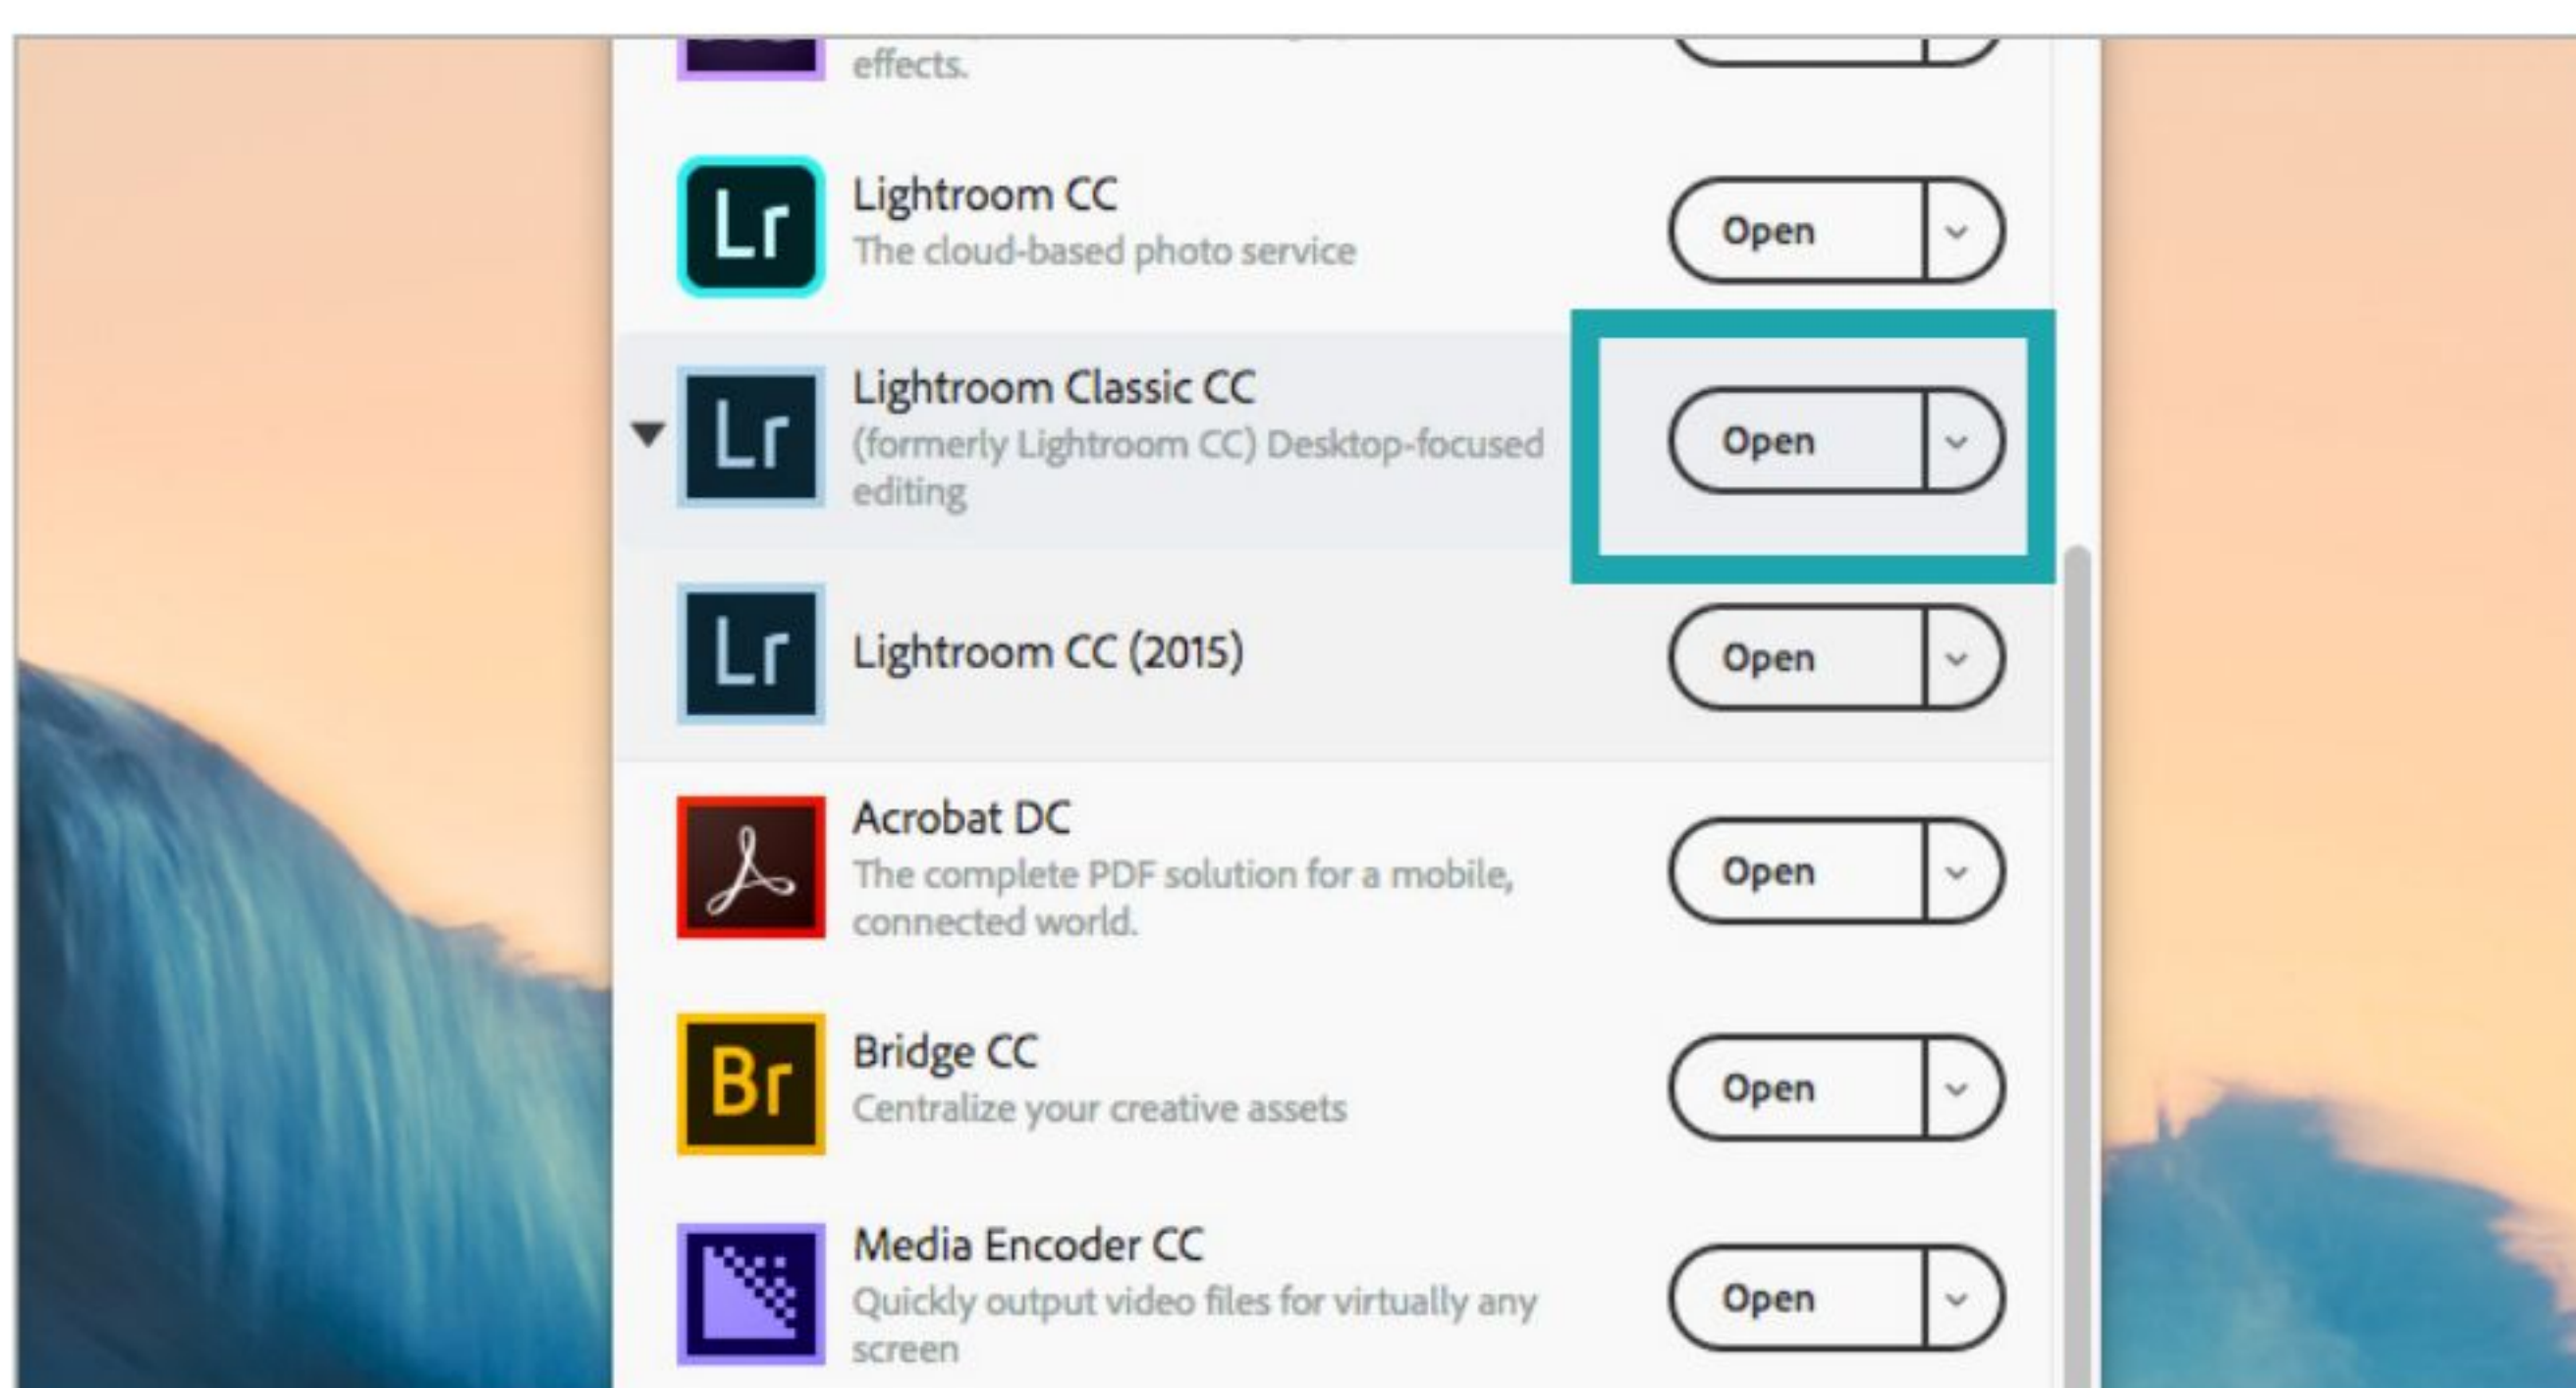 effects.
Lr
Lightroom CC
The cloud-based photo service
Open
Lr
Lightroom Classic CC
(formerly Lightroom CC) Desktop-focused
editing
Open
Lr
Lightroom CC (2015)
Open
Acrobat DC
The complete PDF solution for a mobile,
connected world.
Open
Br
Bridge CC
Centralize your creative assets
Open
Media Encoder CC
Quickly output video files for virtually any
screen
Open